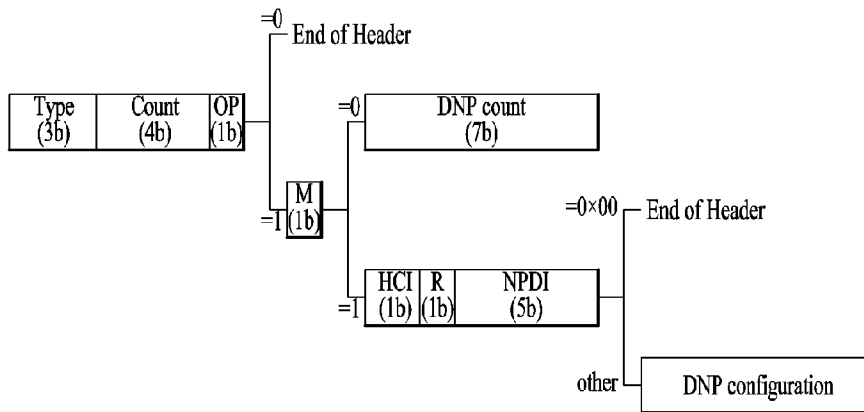 =0
End of Header
Type
(3b)
Count
(4b)
OP
(1b)
=0
DNP count
(7b)
=1
M
(1b)
=0×00
End of Header
=1
HCI
(1b)
R
(1b)
NPDI
(5b)
other
DNP configuration